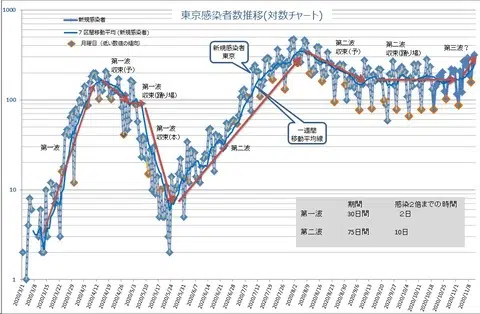 東京感染者数推移(対数チャート)
新規感染者
7区間移動平均(新規感染者)
月曜日(低い数値の傾向)
1000
100
10
1
第一波
第一波
収束(予)
第一波
収束(踊り場)
第一波
収束(本)
新規感染者
東京
第二波
一週間
移動平均線
第二波
収束(予)
第二波
収束(踊り場)
第三波?
期間 感染2倍までの時間
第一波 30日間 2日
第二波 75日間 10日
2020/3/1
2020/3/8
2020/3/15
2020/3/22
2020/3/29
2020/4/5
2020/4/12
2020/4/19
2020/4/26
2020/5/3
2020/5/10
2020/5/17
2020/5/24
2020/5/31
2020/6/7
2020/6/14
2020/6/21
2020/6/28
2020/7/5
2020/7/12
2020/7/19
2020/7/26
2020/8/2
2020/8/9
2020/8/16
2020/8/23
2020/8/30
2020/9/6
2020/9/13
2020/9/20
2020/9/27
2020/10/4
2020/10/11
2020/10/18
2020/10/25
2020/11/1
2020/11/8